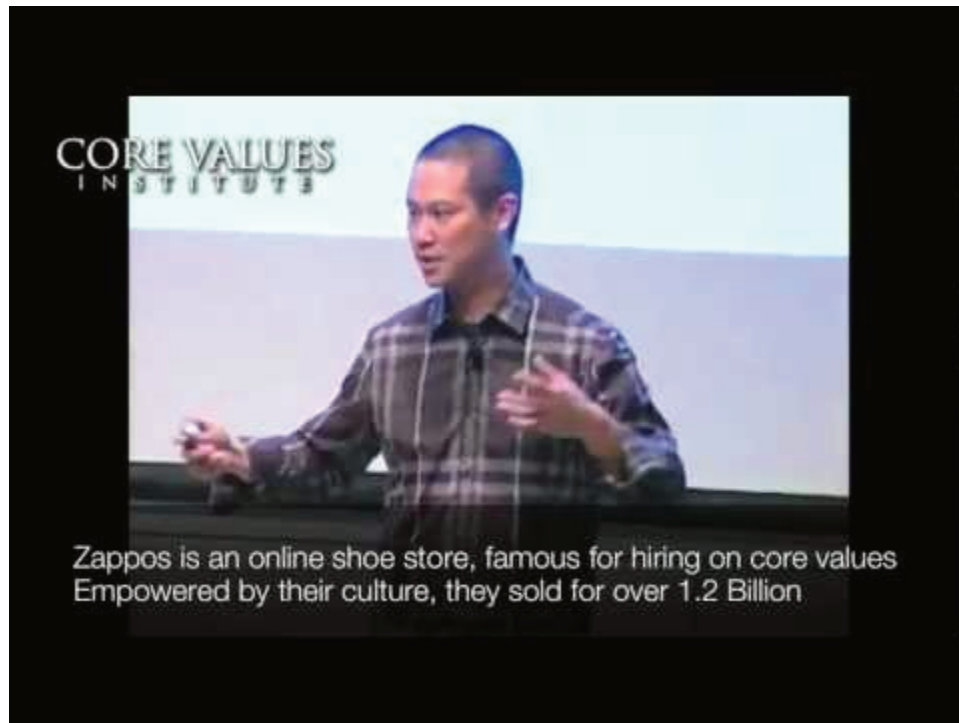 CORE VALUES
INSTITUTE
Zappos is an online shoe store, famous for hiring on core values
Empowered by their culture, they sold for over 1.2 Billion